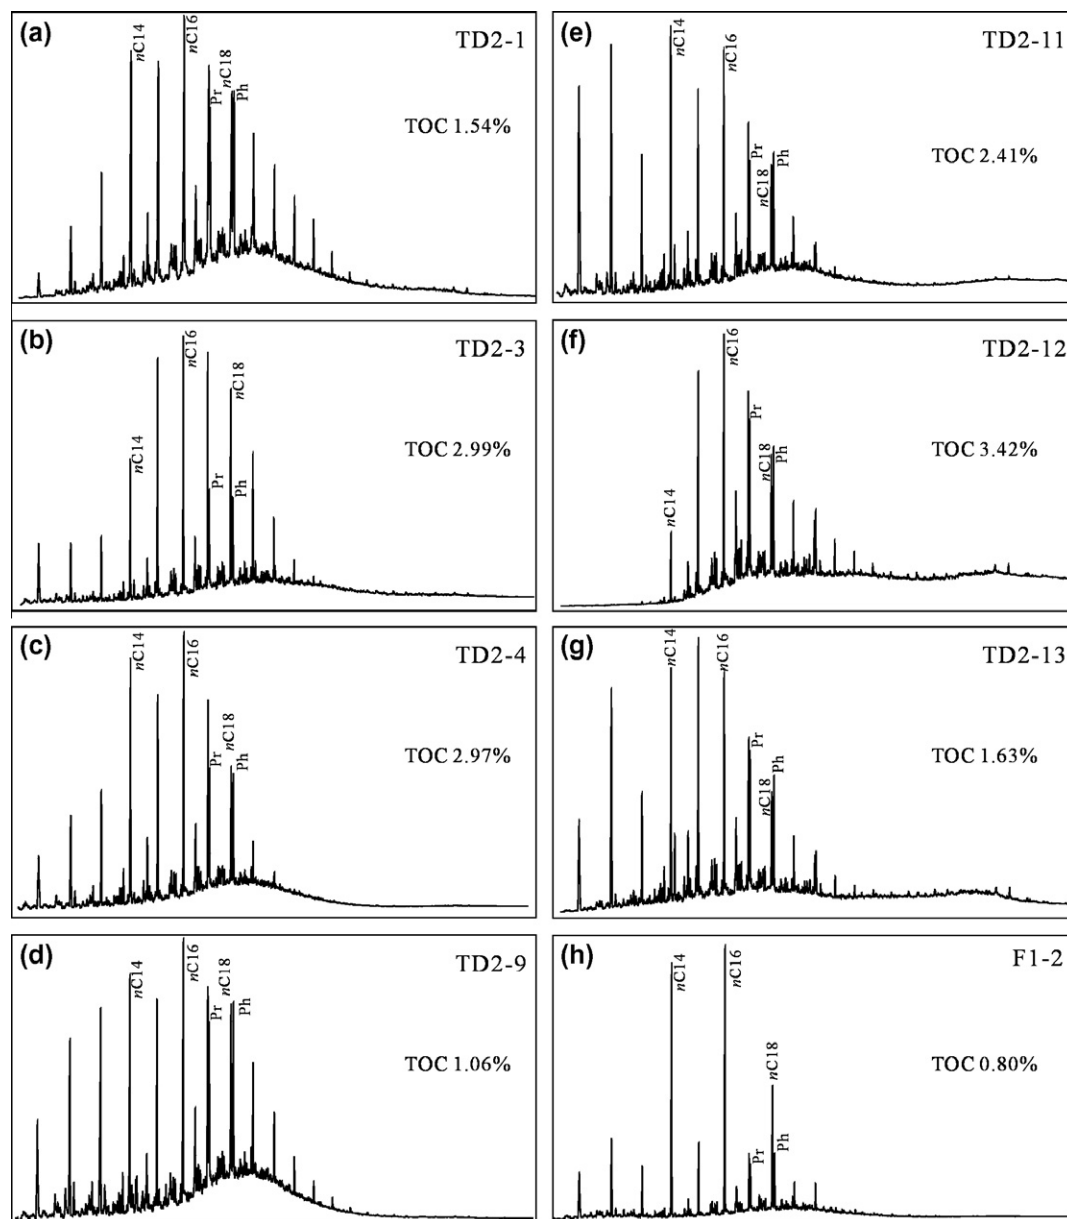 (a)
TD2-1
nC14
nC16
Pr
nC18
Ph
TOC 1.54%
(b)
TD2-3
nC14
nC16
Pr
nC18
Ph
TOC 2.99%
(c)
TD2-4
nC14
nC16
Pr
nC18
Ph
TOC 2.97%
(d)
TD2-9
nC14
nC16
Pr
nC18
Ph
TOC 1.06%
(e)
TD2-11
nC14
nC16
Pr
nC18
Ph
TOC 2.41%
(f)
TD2-12
nC14
nC16
Pr
nC18
Ph
TOC 3.42%
(g)
TD2-13
nC14
nC16
Pr
nC18
Ph
TOC 1.63%
(h)
F1-2
nC14
nC16
Pr
nC18
Ph
TOC 0.80%